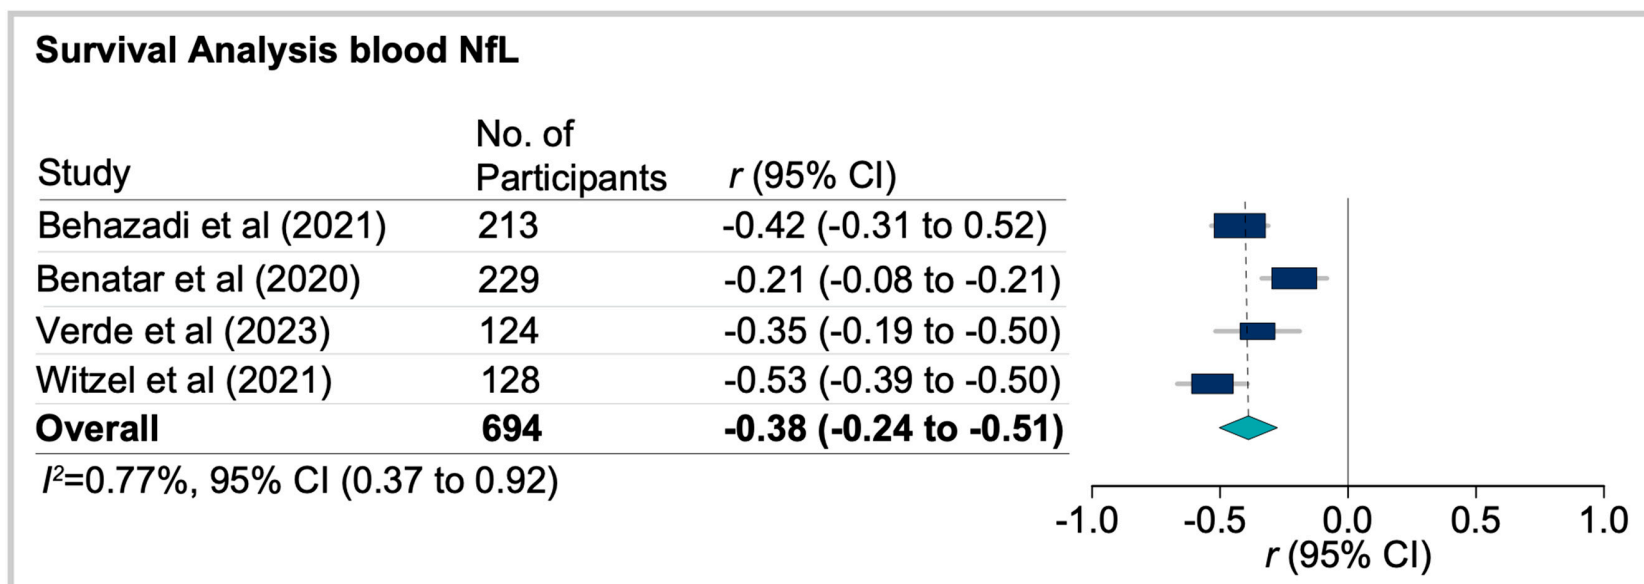 Survival Analysis blood NfL
No. of
Study Participants r (95% CI)
Behazadi et al (2021) 213 -0.42 (-0.31 to 0.52)
Benatar et al (2020) 229 -0.21 (-0.08 to -0.21)
Verde et al (2023) 124 -0.35 (-0.19 to -0.50)
Witzel et al (2021) 128 -0.53 (-0.39 to -0.50)
Overall 694 -0.38 (-0.24 to -0.51)
I²=0.77%, 95% CI (0.37 to 0.92)
-1.0 -0.5 0.0 0.5 1.0
r (95% CI)